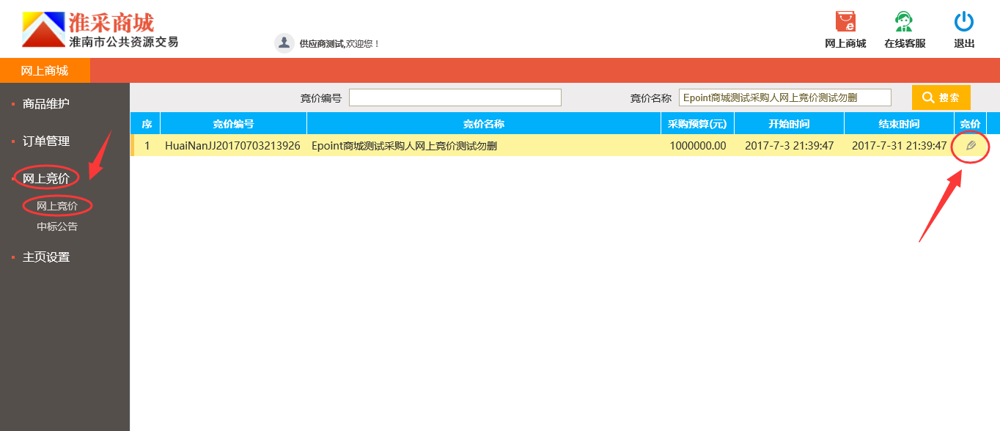 淮采商城
淮南市公共资源交易
供应商测试,欢迎您！
网上商城 在线客服 退出
网上商城
商品维护
订单管理
网上竞价
网上竞价
中标公告
主页设置
竞价编号 竞价名称 Epoint商城测试采购人网上竞价测试勿删 搜索
序 竞价编号 竞价名称 采购预算(元) 开始时间 结束时间 竞价
1 HuaiNanJJ20170703213926 Epoint商城测试采购人网上竞价测试勿删 1000000.00 2017-7-3 21:39:47 2017-7-31 21:39:47